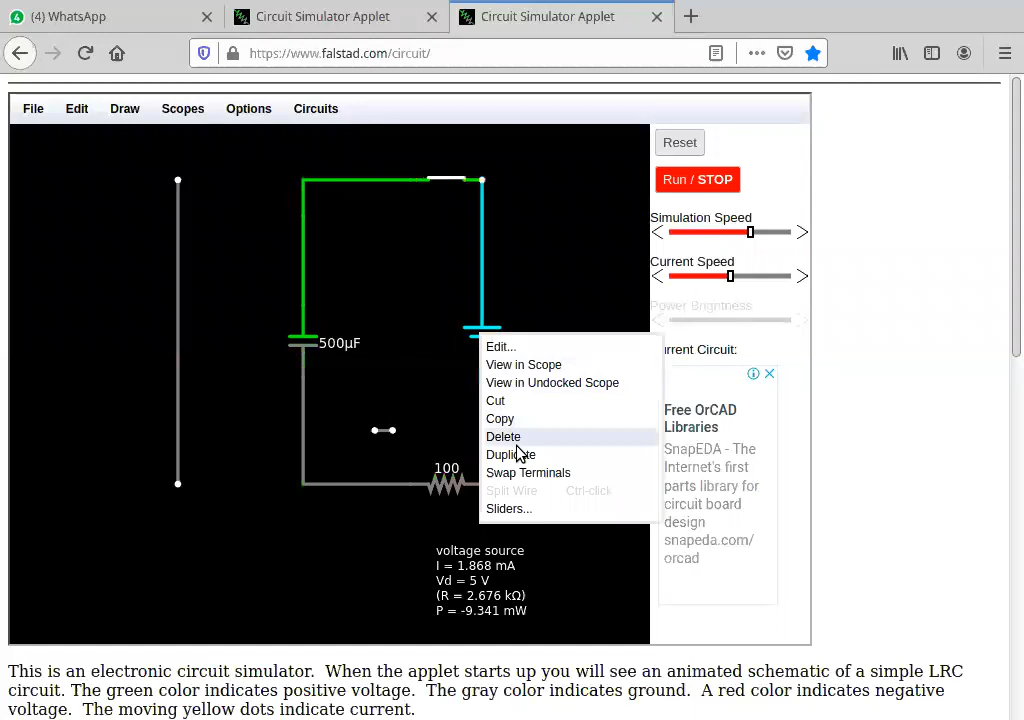 (4) WhatsApp
Circuit Simulator Applet
Circuit Simulator Applet
https://www.falstad.com/circuit/
File Edit Draw Scopes Options Circuits
Reset
Run / STOP
Simulation Speed
Current Speed
Power Brightness
rrent Circuit:
500µF
100
Edit...
View in Scope
View in Undocked Scope
Cut
Copy
Delete
Duplicate
Swap Terminals
Split Wire Ctrl-click
Sliders...
Free OrCAD
Libraries
SnapEDA - The
Internet's first
parts library for
circuit board
design
snapeda.com/
orcad
voltage source
I = 1.868 mA
Vd = 5 V
(R = 2.676 kΩ)
P = -9.341 mW
This is an electronic circuit simulator. When the applet starts up you will see an animated schematic of a simple LRC
circuit. The green color indicates positive voltage. The gray color indicates ground. A red color indicates negative
voltage. The moving yellow dots indicate current.